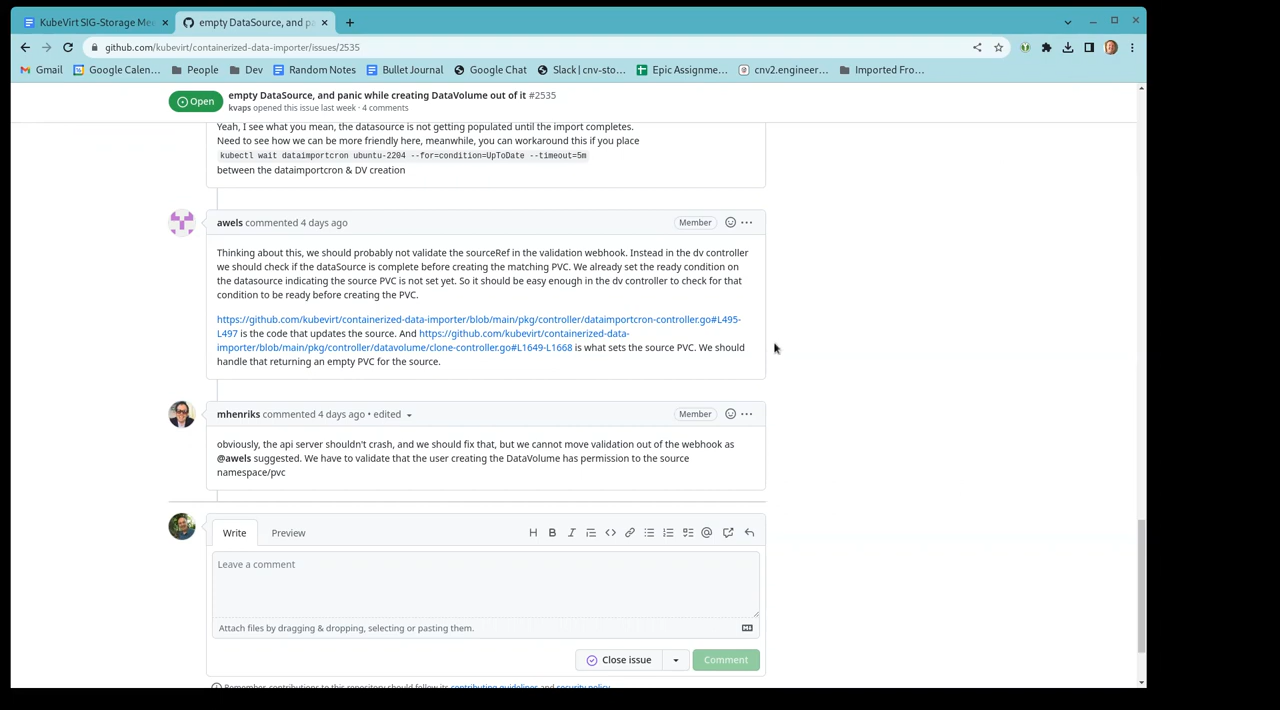 KubeVirt SIG-Storage Me
empty DataSource, and p
github.com/kubevirt/containerized-data-importer/issues/2535
Gmail
Google Calen...
People
Dev
Random Notes
Bullet Journal
Google Chat
Slack | cnv-sto...
Epic Assignme...
cnv2.engineer...
Imported Fro...
Open
empty DataSource, and panic while creating DataVolume out of it #2535
kvaps opened this issue last week · 4 comments
Yeah, I see what you mean, the datasource is not getting populated until the import completes.
Need to see how we can be more friendly here, meanwhile, you can workaround this if you place
kubectl wait dataimportcron ubuntu-2204 --for=condition=UpToDate --timeout=5m
between the dataimportcron & DV creation
awels commented 4 days ago
Member
Thinking about this, we should probably not validate the sourceRef in the validation webhook. Instead in the dv controller
we should check if the dataSource is complete before creating the matching PVC. We already set the ready condition on
the datasource indicating the source PVC is not set yet. So it should be easy enough in the dv controller to check for that
condition to be ready before creating the PVC.
https://github.com/kubevirt/containerized-data-importer/blob/main/pkg/controller/dataimportcron-controller.go#L495-
L497 is the code that updates the source. And https://github.com/kubevirt/containerized-data-
importer/blob/main/pkg/controller/datavolume/clone-controller.go#L1649-L1668 is what sets the source PVC. We should
handle that returning an empty PVC for the source.
mhenriks commented 4 days ago • edited
Member
obviously, the api server shouldn't crash, and we should fix that, but we cannot move validation out of the webhook as
@awels suggested. We have to validate that the user creating the DataVolume has permission to the source
namespace/pvc
Write
Preview
Leave a comment
Attach files by dragging & dropping, selecting or pasting them.
Close issue
Comment
Remember, contributions to this repository should follow its contributing guidelines and security policy.